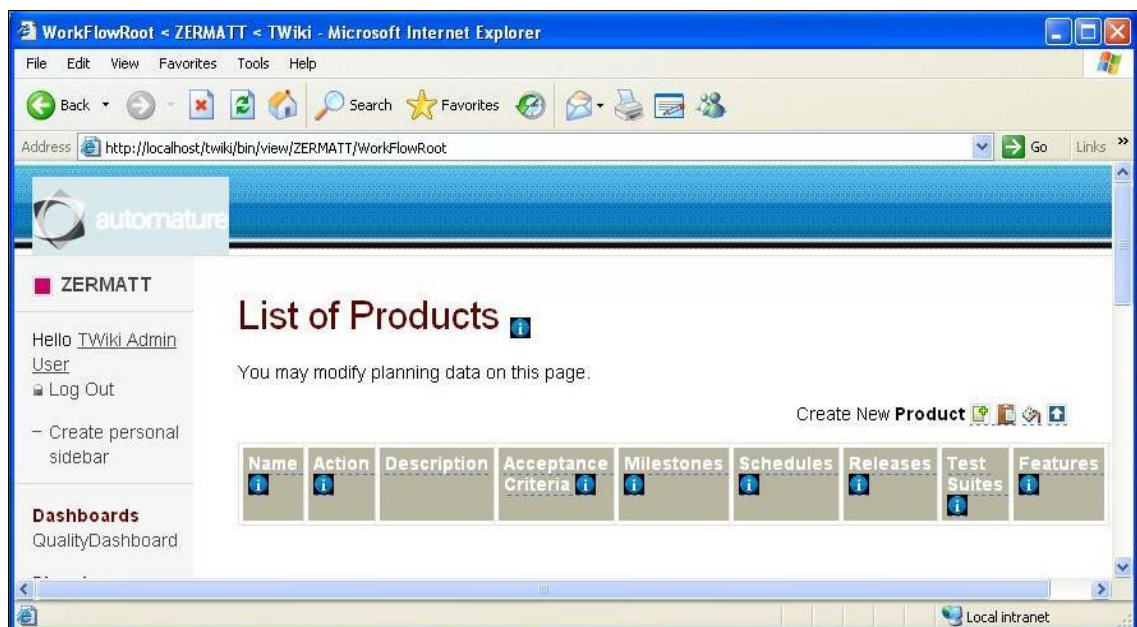 WorkFlowRoot < ZERMATT < TWiki - Microsoft Internet Explorer
File Edit View Favorites Tools Help
Back Search Favorites
Address http://localhost/twiki/bin/view/ZERMATT/WorkFlowRoot Go Links »
automature
ZERMATT
Hello TWiki Admin
User
Log Out
– Create personal
sidebar
Dashboards
QualityDashboard
List of Products
You may modify planning data on this page.
Create New Product
Name Action Description Acceptance Milestones Schedules Releases Test Features
Criteria Suites
Local intranet